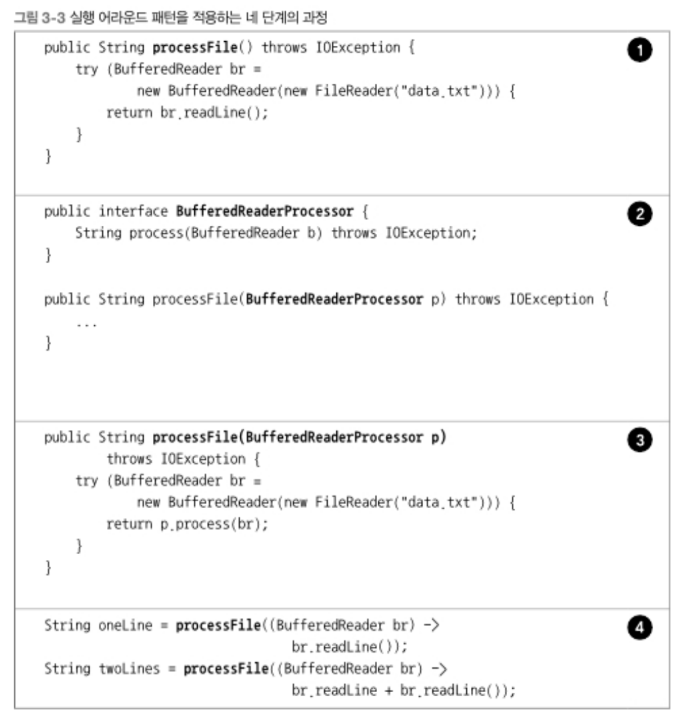 그림 3-3 실행 어라운드 패턴을 적용하는 네 단계의 과정
public String processFile() throws IOException {
try (BufferedReader br =
new BufferedReader(new FileReader("data.txt"))) {
return br.readLine();
}
}
1
public interface BufferedReaderProcessor {
String process(BufferedReader b) throws IOException;
}
public String processFile(BufferedReaderProcessor p) throws IOException {
...
}
2
public String processFile(BufferedReaderProcessor p)
throws IOException {
try (BufferedReader br =
new BufferedReader(new FileReader("data.txt"))) {
return p.process(br);
}
}
3
String oneLine = processFile((BufferedReader br) ->
br.readLine());
String twoLines = processFile((BufferedReader br) ->
br.readLine + br.readLine());
4